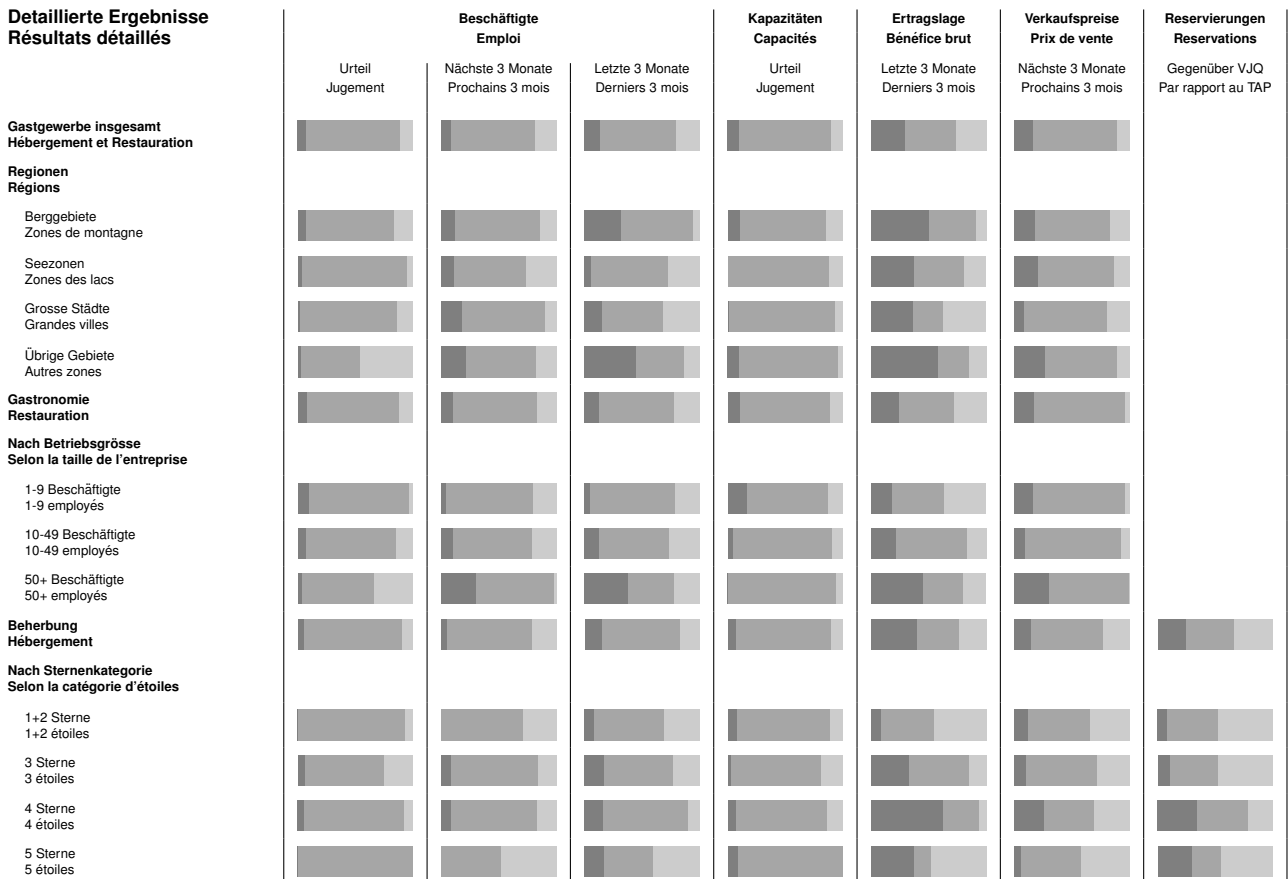 Detaillierte Ergebnisse
Résultats détaillés
Beschäftigte
Emploi
Kapazitäten
Capacités
Ertragslage
Bénéfice brut
Verkaufspreise
Prix de vente
Reservierungen
Reservations
Urteil
Jugement
Nächste 3 Monate
Prochains 3 mois
Letzte 3 Monate
Derniers 3 mois
Urteil
Jugement
Letzte 3 Monate
Derniers 3 mois
Nächste 3 Monate
Prochains 3 mois
Gegenüber VJQ
Par rapport au TAP
Gastgewerbe insgesamt
Hébergement et Restauration
Regionen
Régions
Berggebiete
Zones de montagne
Seezonen
Zones des lacs
Grosse Städte
Grandes villes
Übrige Gebiete
Autres zones
Gastronomie
Restauration
Nach Betriebsgrösse
Selon la taille de l'entreprise
1-9 Beschäftigte
1-9 employés
10-49 Beschäftigte
10-49 employés
50+ Beschäftigte
50+ employés
Beherbung
Hébergement
Nach Sternenkategorie
Selon la catégorie d'étoiles
1+2 Sterne
1+2 étoiles
3 Sterne
3 étoiles
4 Sterne
4 étoiles
5 Sterne
5 étoiles